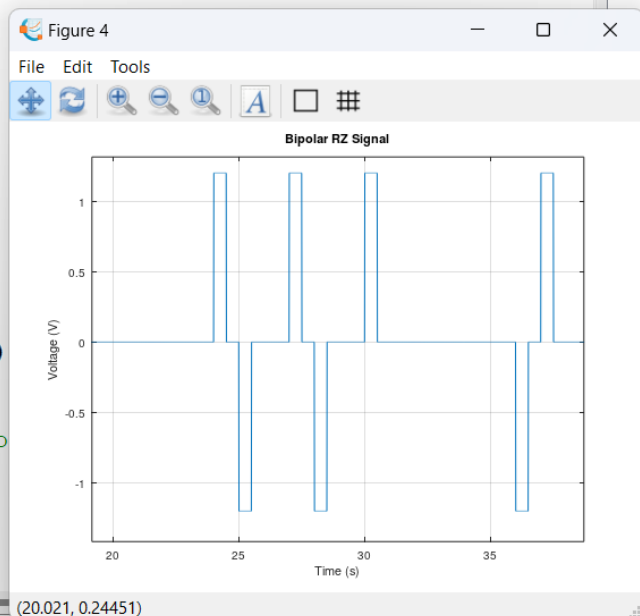 Figure 4
File Edit Tools
A
Bipolar RZ Signal
1
0.5
0
-0.5
-1
Voltage (V)
20 25 30 35
Time (s)
(20.021, 0.24451)